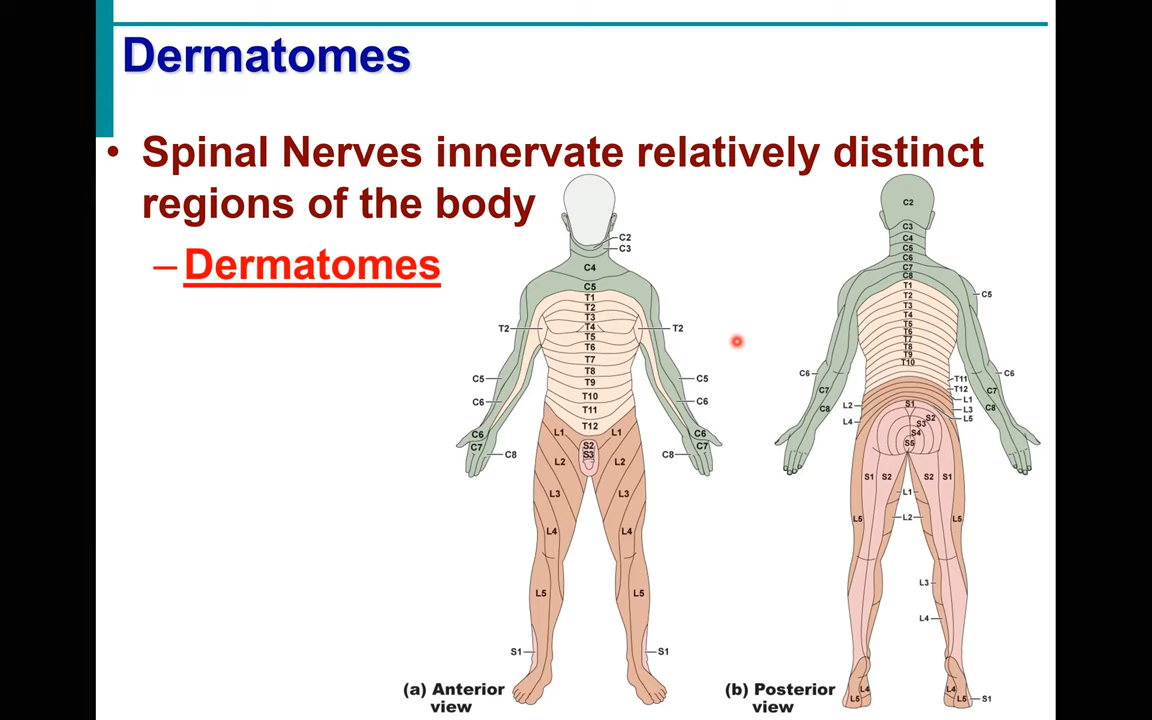 Dermatomes
• Spinal Nerves innervate relatively distinct
regions of the body
– Dermatomes
C2
C3
C4
C5
T1
T2
T3
T4
T5
T6
T7
T8
T9
T10
T11
T12
T2
T2
C5
C5
C6
C6
C6
C6
C7
C7
C8
C8
L1
L1
S2
S3
L2
L2
L3
L3
L4
L4
L5
L5
S1
S1
(a) Anterior
view
C2
C3
C4
C5
C6
C7
C8
T1
T2
T3
T4
T5
T6
T7
T8
T9
T10
C5
C6
C6
T11
T12
C7
C7
L1
L2
C8
L3
C8
L4
L5
S1
S2
S3
S4
S5
S1
S2
S2
S1
L1
L2
L5
L5
L3
L4
L4
L5
L4
L5
S1
(b) Posterior
view